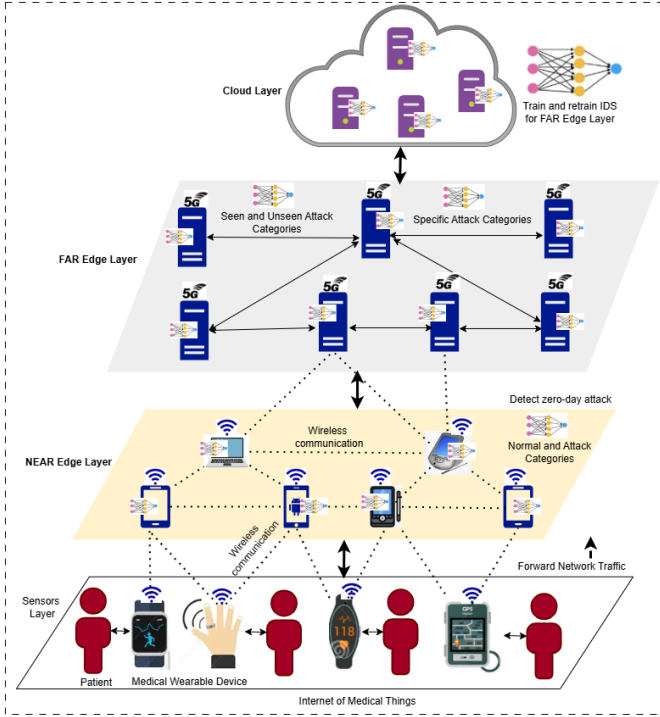 Cloud Layer
Train and retrain IDS
for FAR Edge Layer
5G
5G
5G
Seen and Unseen Attack
Categories
Specific Attack Categories
FAR Edge Layer
5G
5G
5G
5G
Detect zero-day attack
Wireless
communication
Normal and Attack
Categories
NEAR Edge Layer
Wireless
communication
Forward Network Traffic
Sensors
Layer
GPS
118
Patient
Medical Wearable Device
Internet of Medical Things